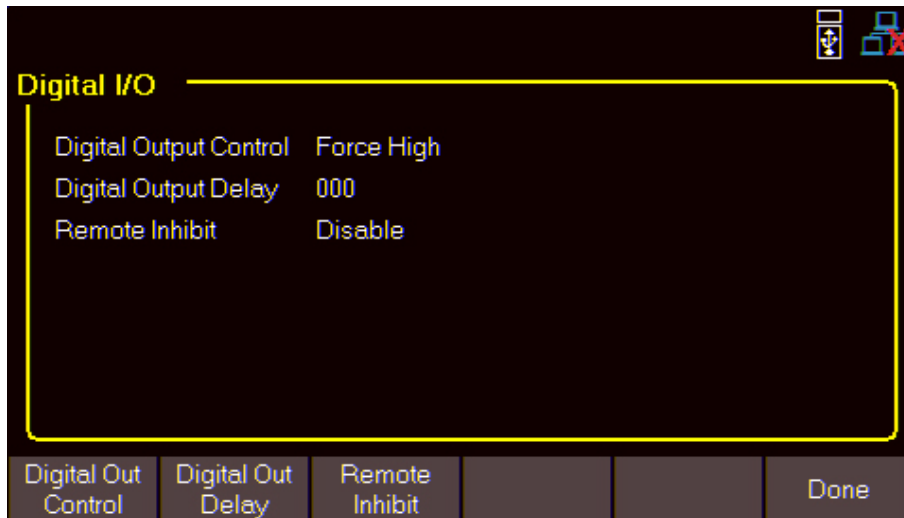 Digital I/O
Digital Output Control Force High
Digital Output Delay 000
Remote Inhibit Disable
Digital Out Control
Digital Out Delay
Remote Inhibit
Done